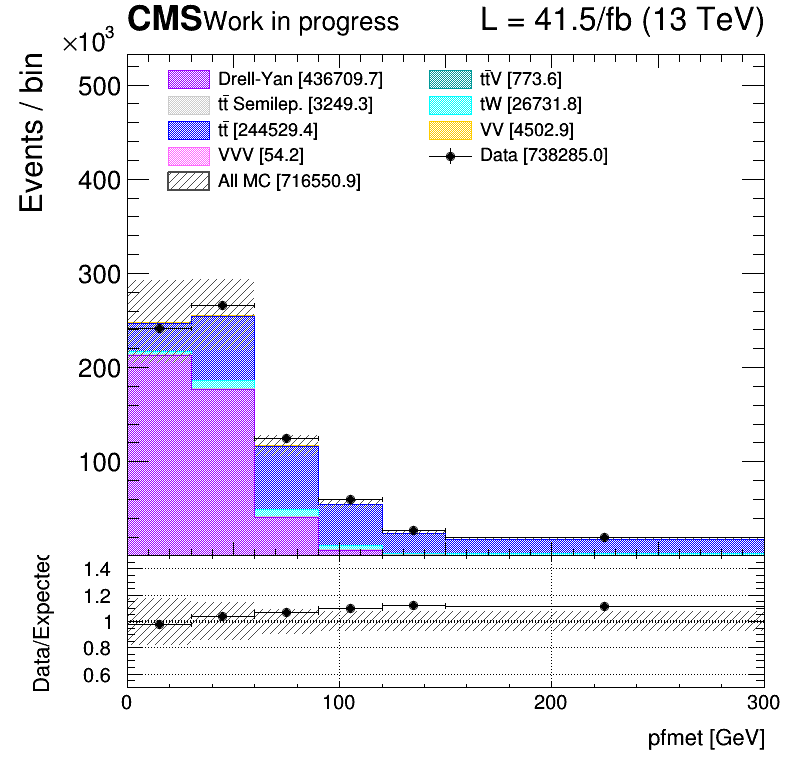 CMS Work in progress L = 41.5/fb (13 TeV)
×10³
Events / bin
Drell-Yan [436709.7]
tt̄ Semilep. [3249.3]
tt̄ [244529.4]
VVV [54.2]
All MC [716550.9]
tt̄V [773.6]
tW [26731.8]
VV [4502.9]
Data [738285.0]
500
400
300
200
100
Data/Expected
1.4
1.2
1
0.8
0.6
0 100 200 300
pfmet [GeV]